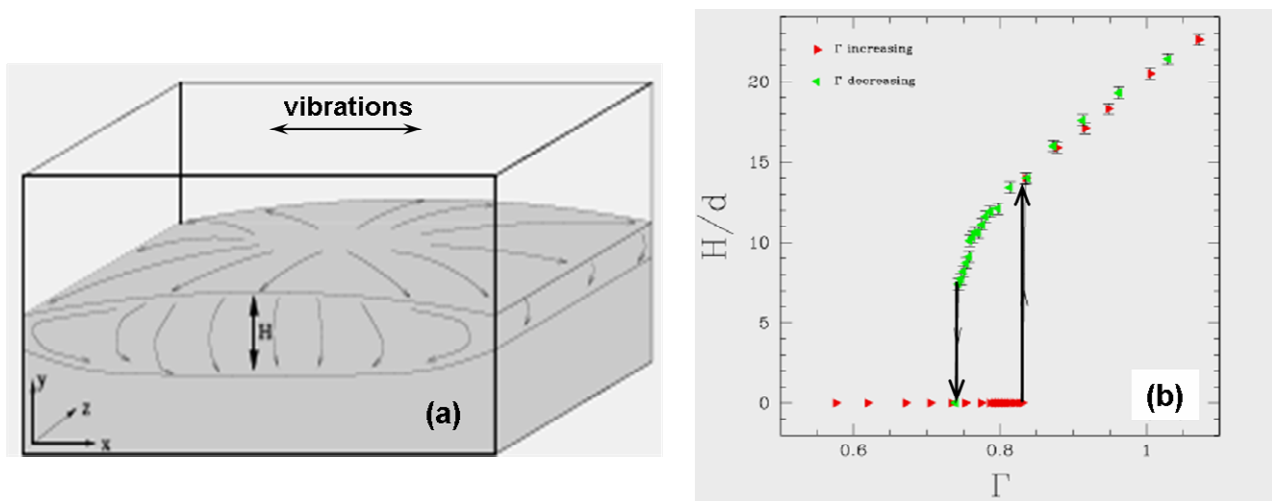 vibrations
H
y
z
x
(a)
Γ increasing
Γ decreasing
20
15
10
5
0
H/d
0.6
0.8
1
Γ
(b)